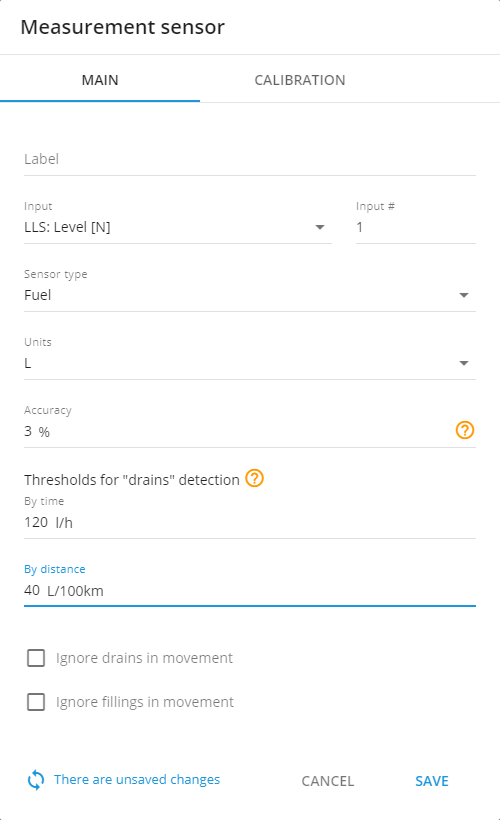 Measurement sensor
MAIN CALIBRATION
Label
Input Input #
LLS: Level [N] 1
Sensor type
Fuel
Units
L
Accuracy
3 %
Thresholds for "drains" detection
By time
120 l/h
By distance
40 L/100km
Ignore drains in movement
Ignore fillings in movement
There are unsaved changes CANCEL SAVE